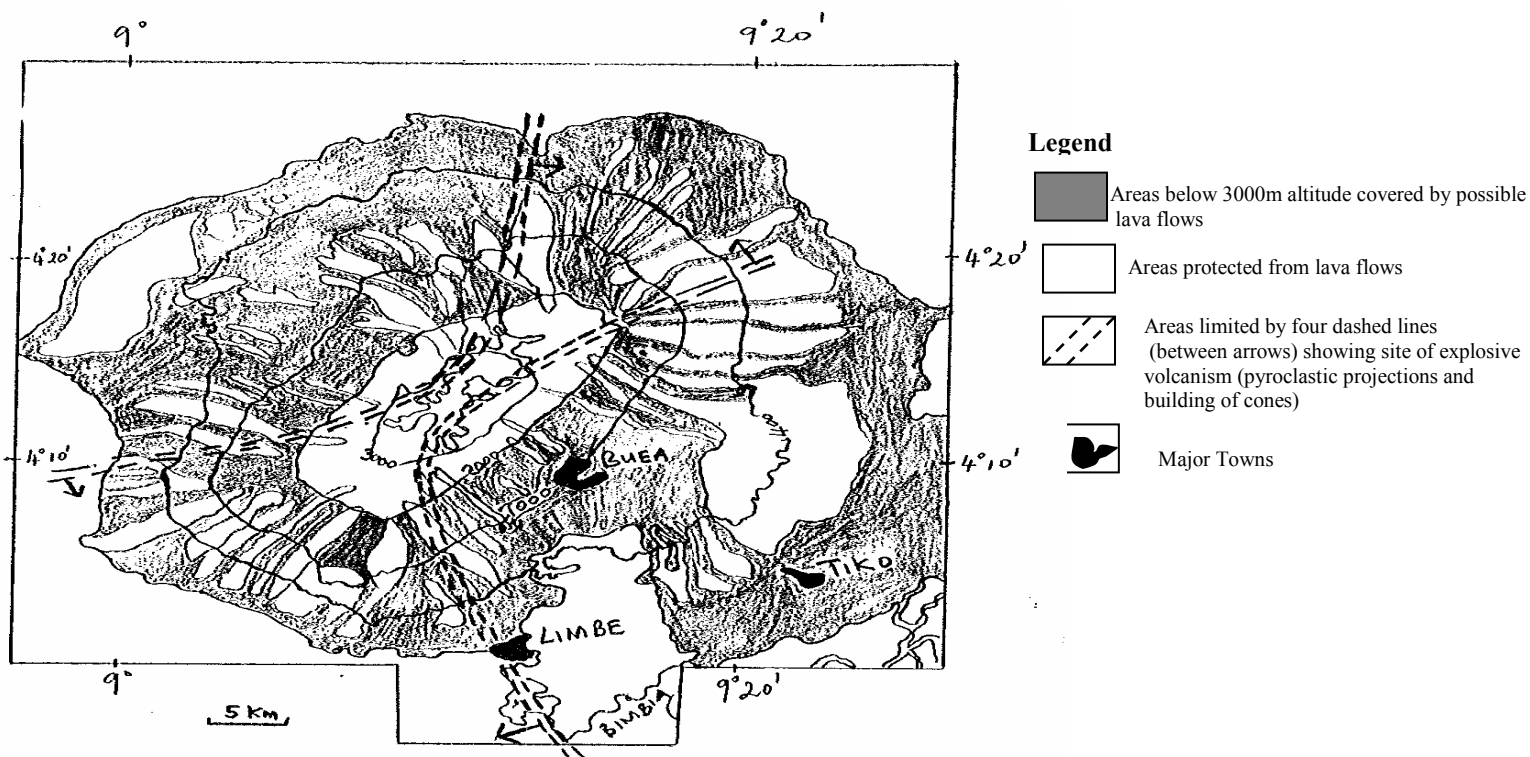 9°
9°20'
Legend
Areas below 3000m altitude covered by possible
lava flows
4°20'
4°20'
Areas protected from lava flows
Areas limited by four dashed lines
(between arrows) showing site of explosive
volcanism (pyroclastic projections and
building of cones)
4°10'
3000
2000
BUEA
4°10'
Major Towns
1000
TIKO
LIMBE
9°
9°20'
5 Km
BIMBIA